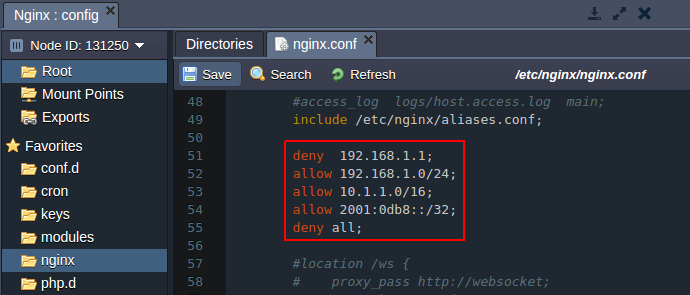 Nginx : config
Node ID: 131250
Root
Mount Points
Exports
Favorites
conf.d
cron
keys
modules
nginx
php.d
Directories
nginx.conf
Save
Search
Refresh
/etc/nginx/nginx.conf
48 #access_log logs/host.access.log main;
49 include /etc/nginx/aliases.conf;
50
51 deny 192.168.1.1;
52 allow 192.168.1.0/24;
53 allow 10.1.1.0/16;
54 allow 2001:0db8::/32;
55 deny all;
56
57 #location /ws {
58 # proxy_pass http://websocket;